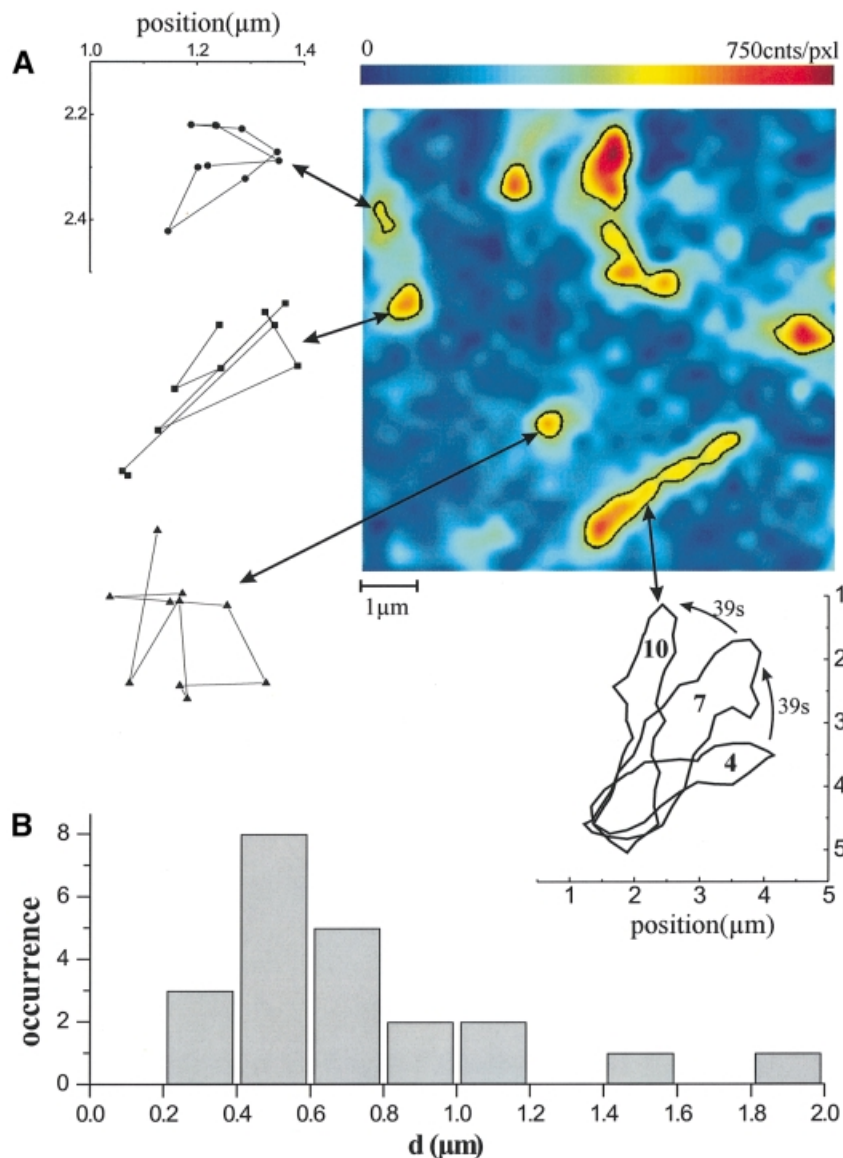 position(µm)
1.0 1.2 1.4
A
0 750cnts/pxl
2.2
2.4
1µm
39s
10
7
39s
4
1
2
3
4
5
1 2 3 4 5
position(µm)
B
8
6
4
2
0
occurrence
0.0 0.2 0.4 0.6 0.8 1.0 1.2 1.4 1.6 1.8 2.0
d (µm)